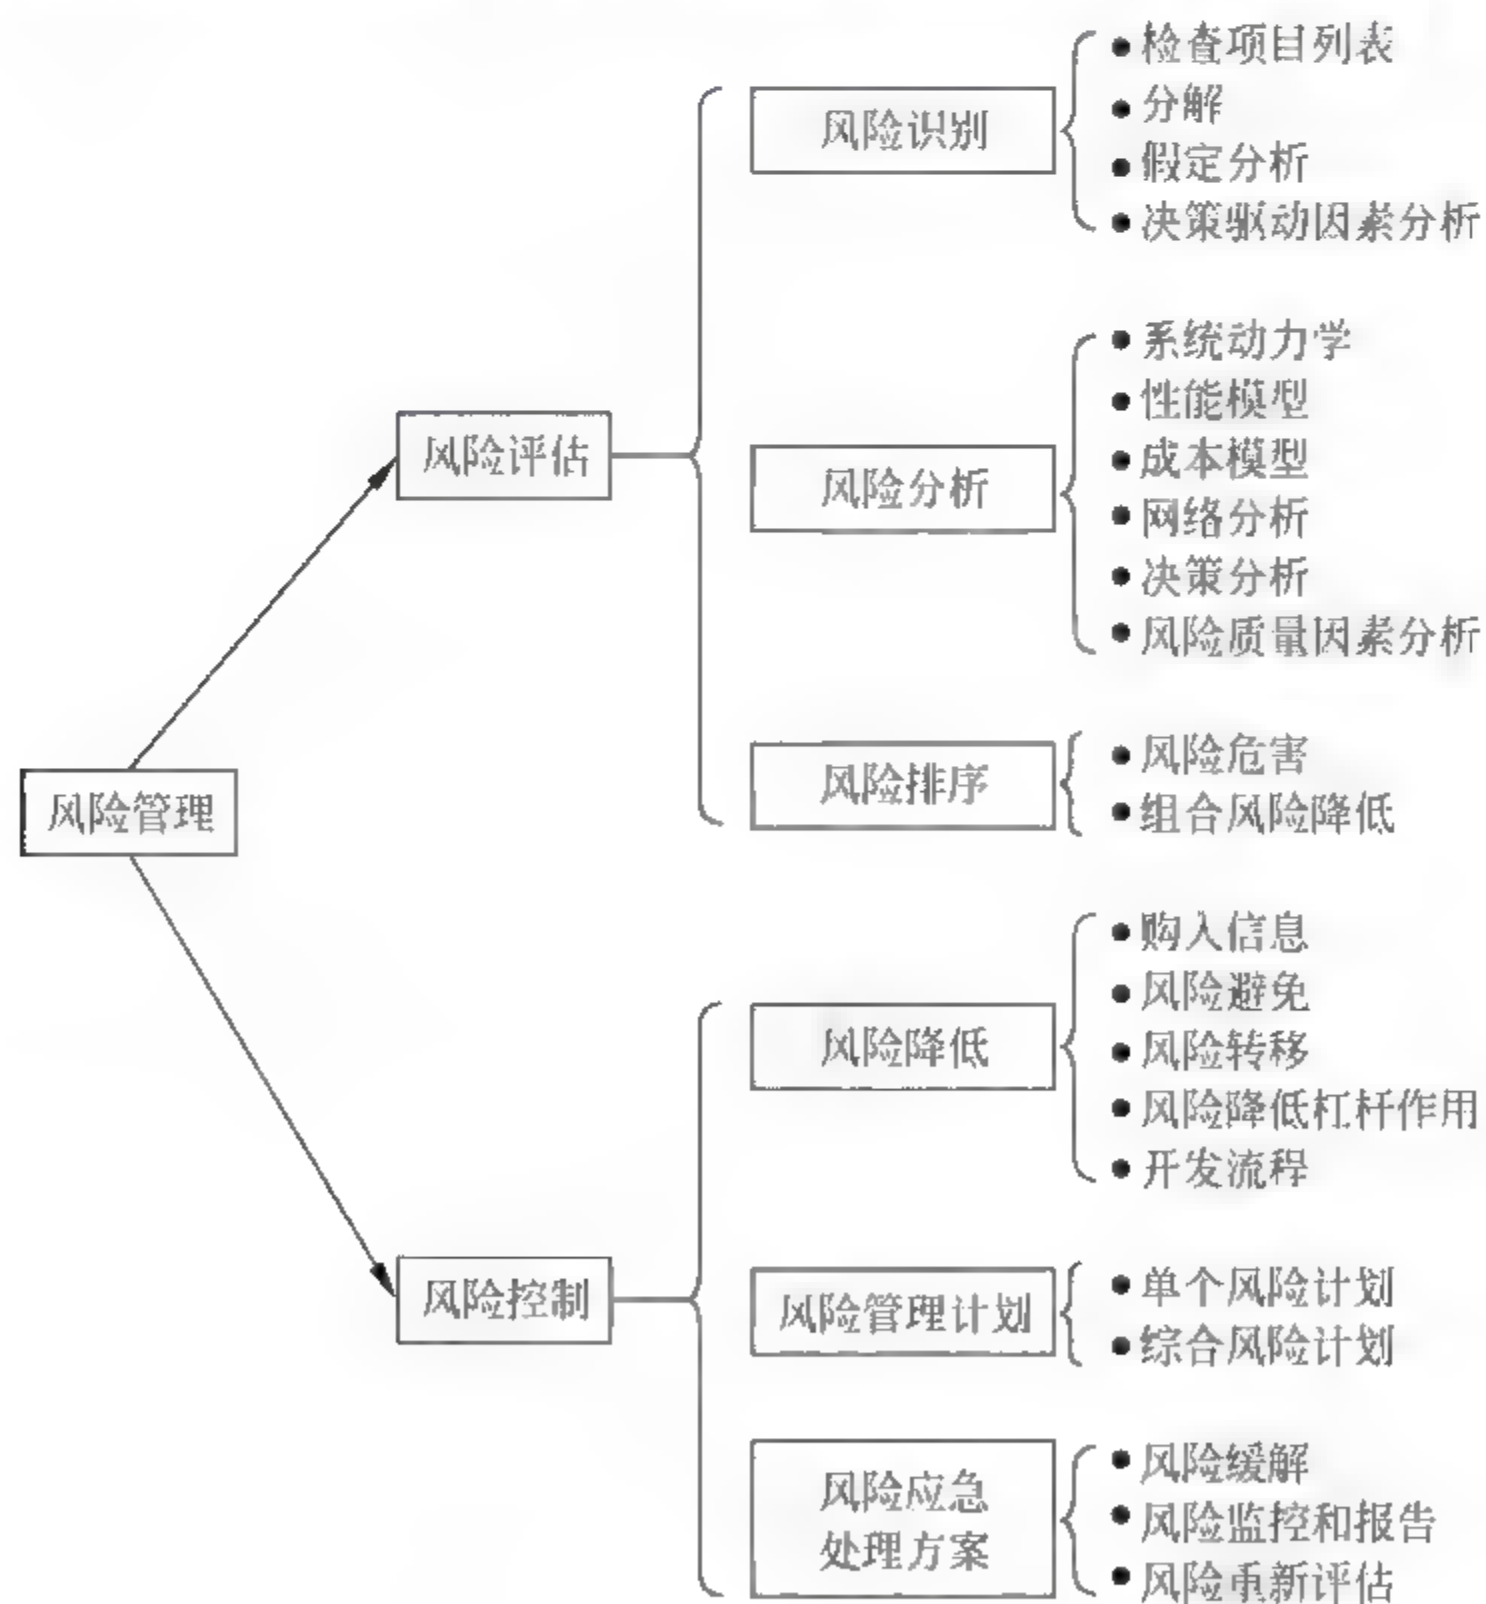 风险管理
风险评估
风险识别
检查项目列表
分解
假定分析
决策驱动因素分析
风险分析
系统动力学
性能模型
成本模型
网络分析
决策分析
风险质量因素分析
风险排序
风险危害
组合风险降低
风险控制
风险降低
购入信息
风险避免
风险转移
风险降低杠杆作用
开发流程
风险管理计划
单个风险计划
综合风险计划
风险应急
处理方案
风险缓解
风险监控和报告
风险重新评估